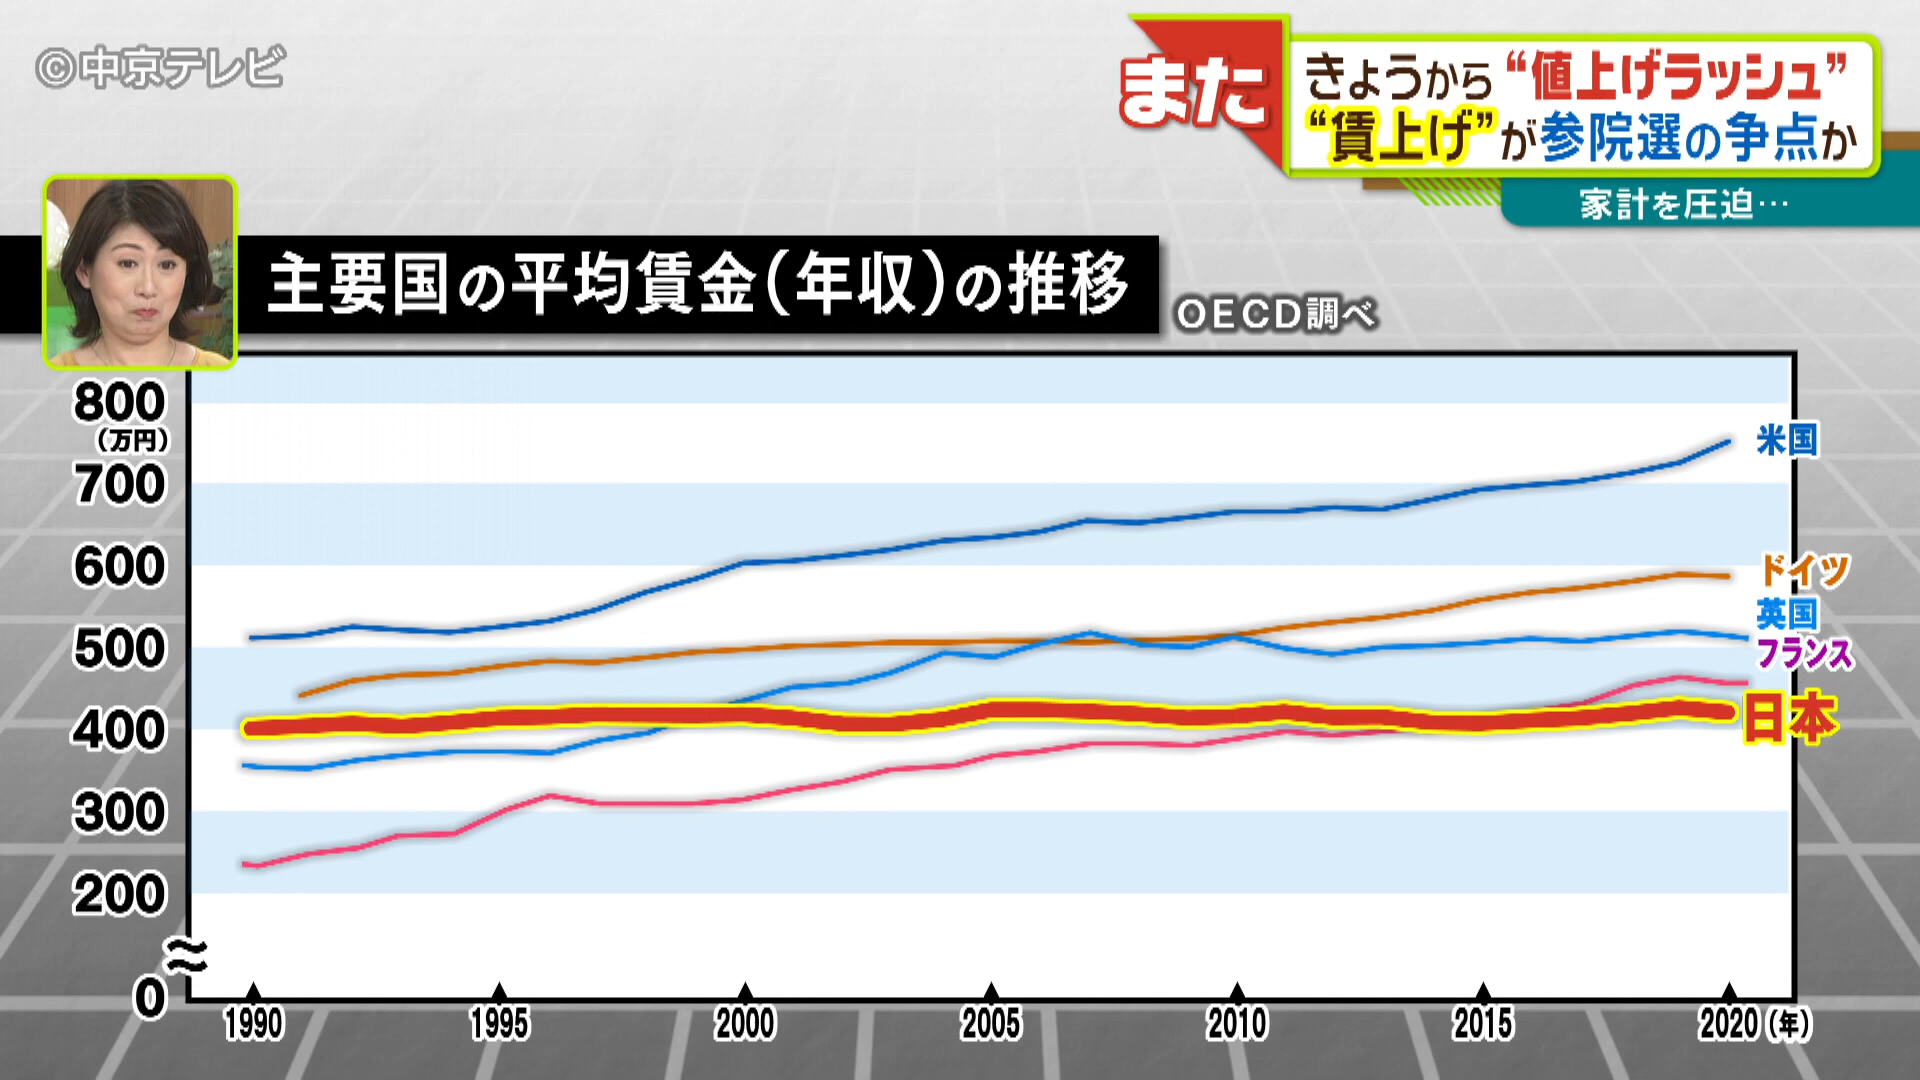 ©中京テレビ
また
きょうから“値上げラッシュ”
“賃上げ”が参院選の争点か
家計を圧迫…
主要国の平均賃金(年収)の推移
OECD調べ
800
(万円)
700
600
500
400
300
200
0
米国
ドイツ
英国
フランス
日本
1990 1995 2000 2005 2010 2015 2020(年)